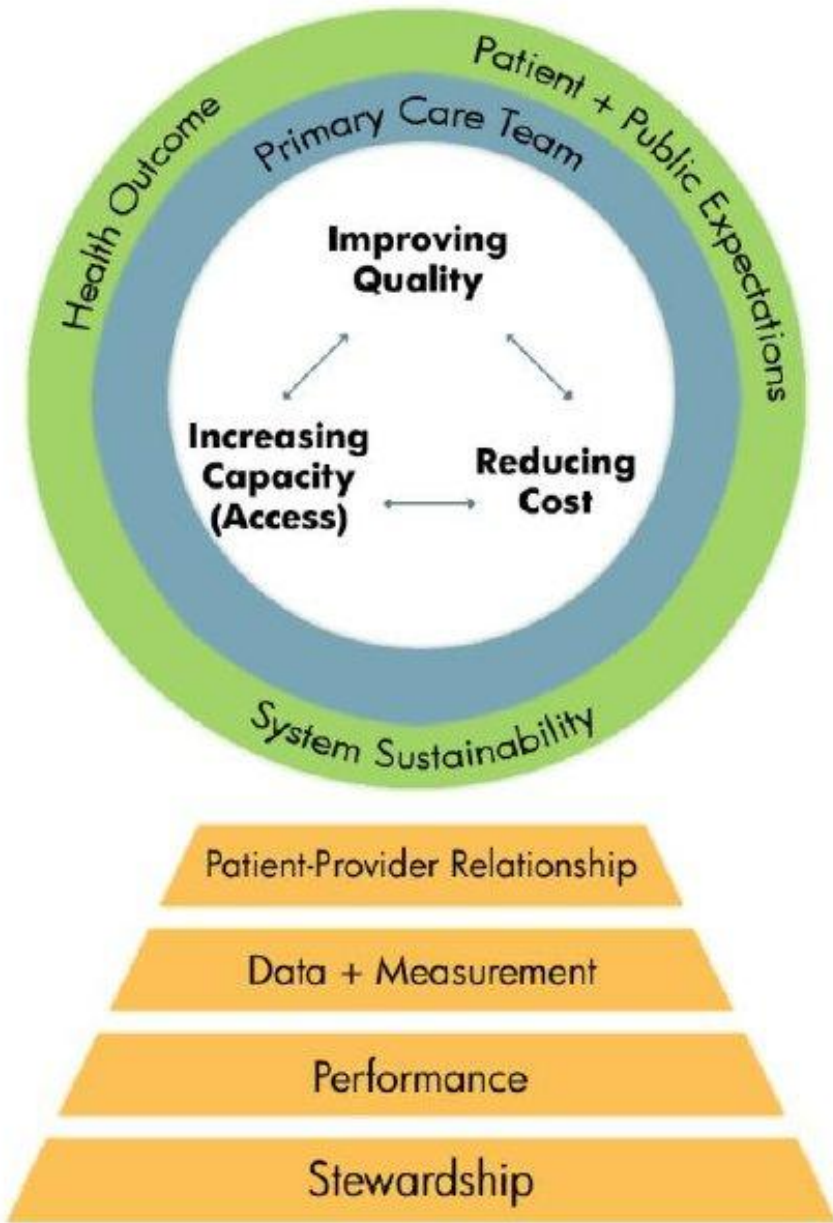 Health Outcome
Patient + Public Expectations
Primary Care Team
Improving
Quality
Increasing
Capacity
(Access)
Reducing
Cost
System Sustainability
Patient-Provider Relationship
Data + Measurement
Performance
Stewardship